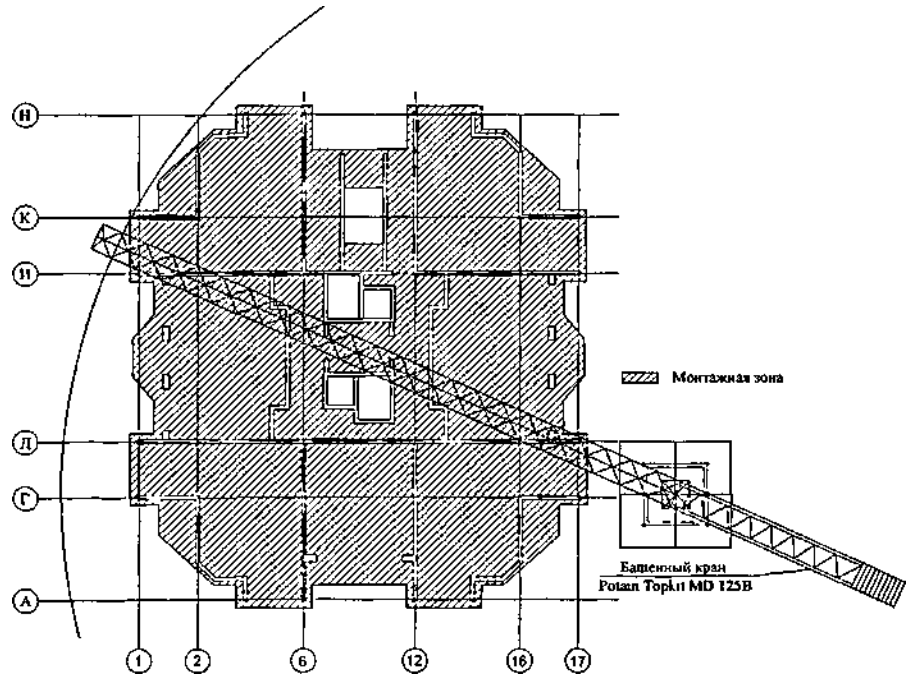 Н
К
И
Монтажная зона
Л
Г
Башенный кран
Potain Topkit MD 125B
А
1 2 6 12 16 17